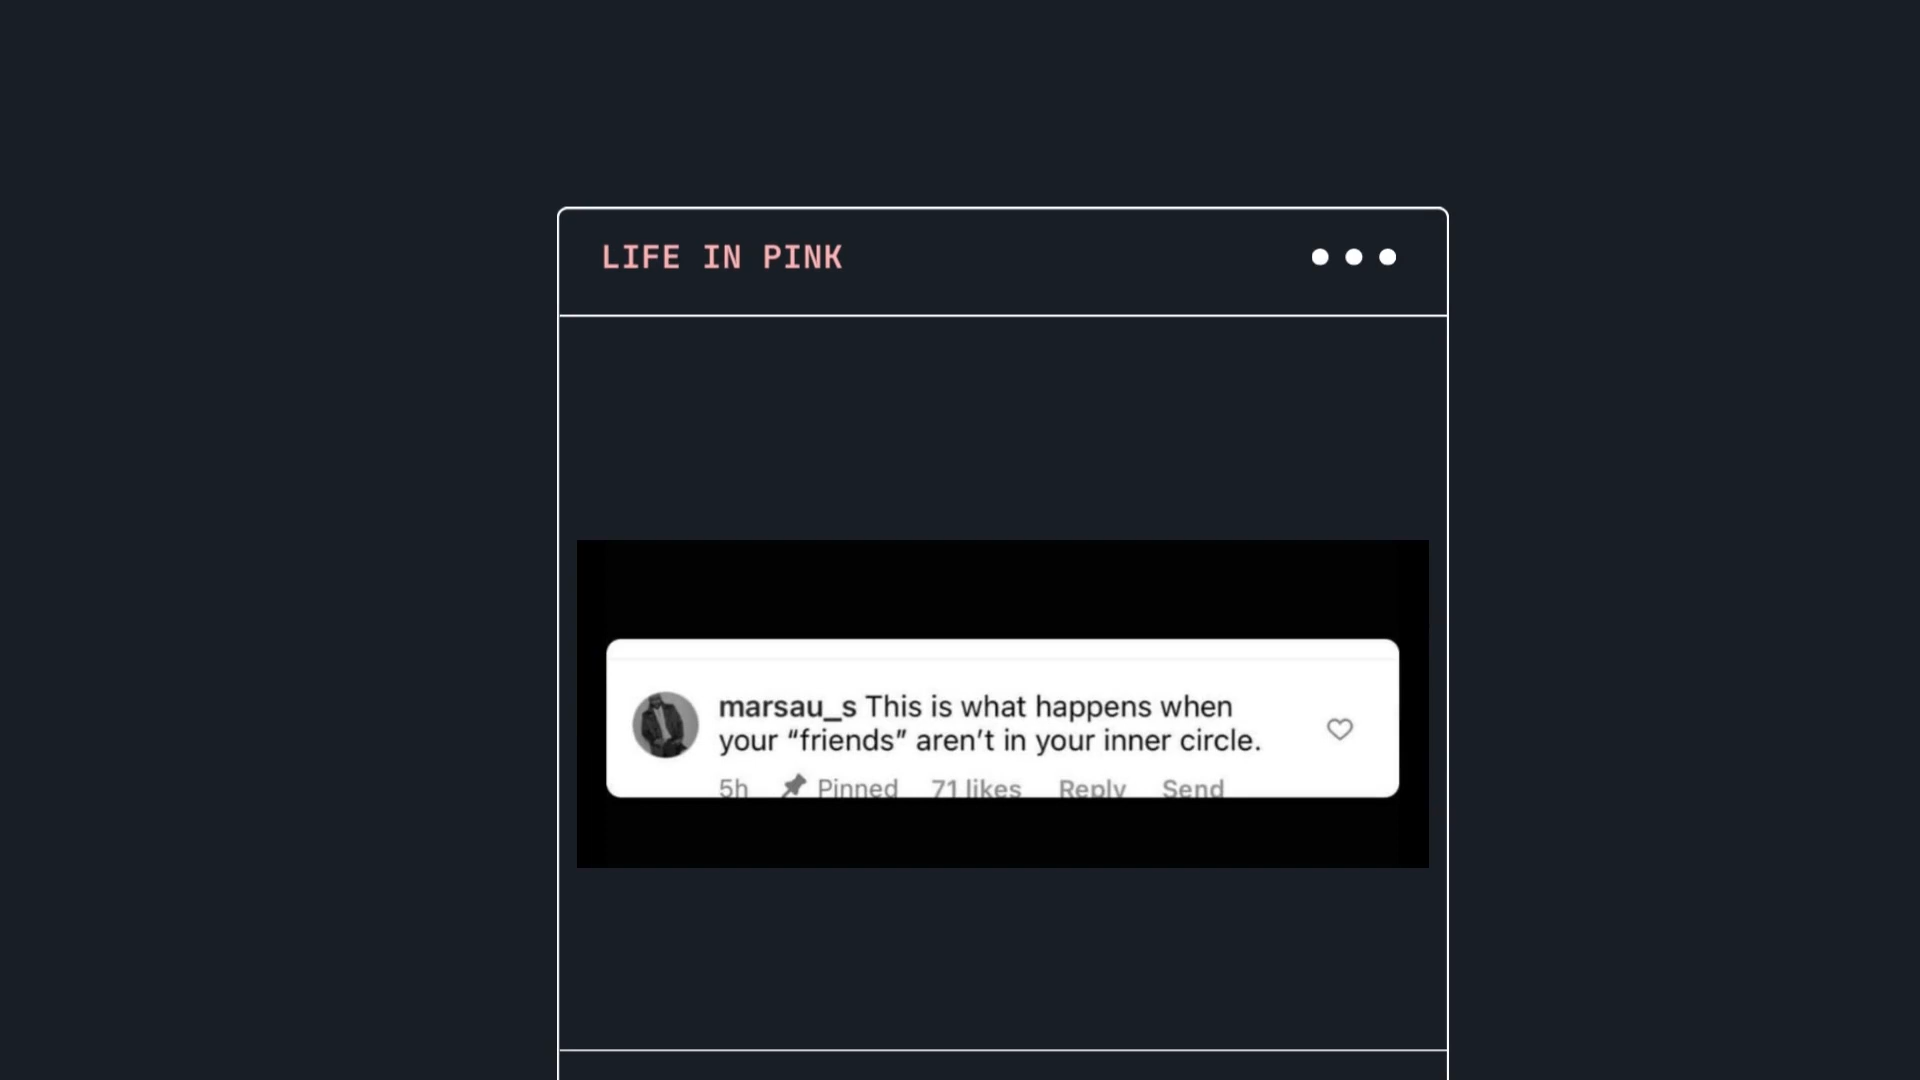 LIFE IN PINK
marsau_s This is what happens when
your “friends” aren’t in your inner circle.
5h Pinned 71 likes Reply Send